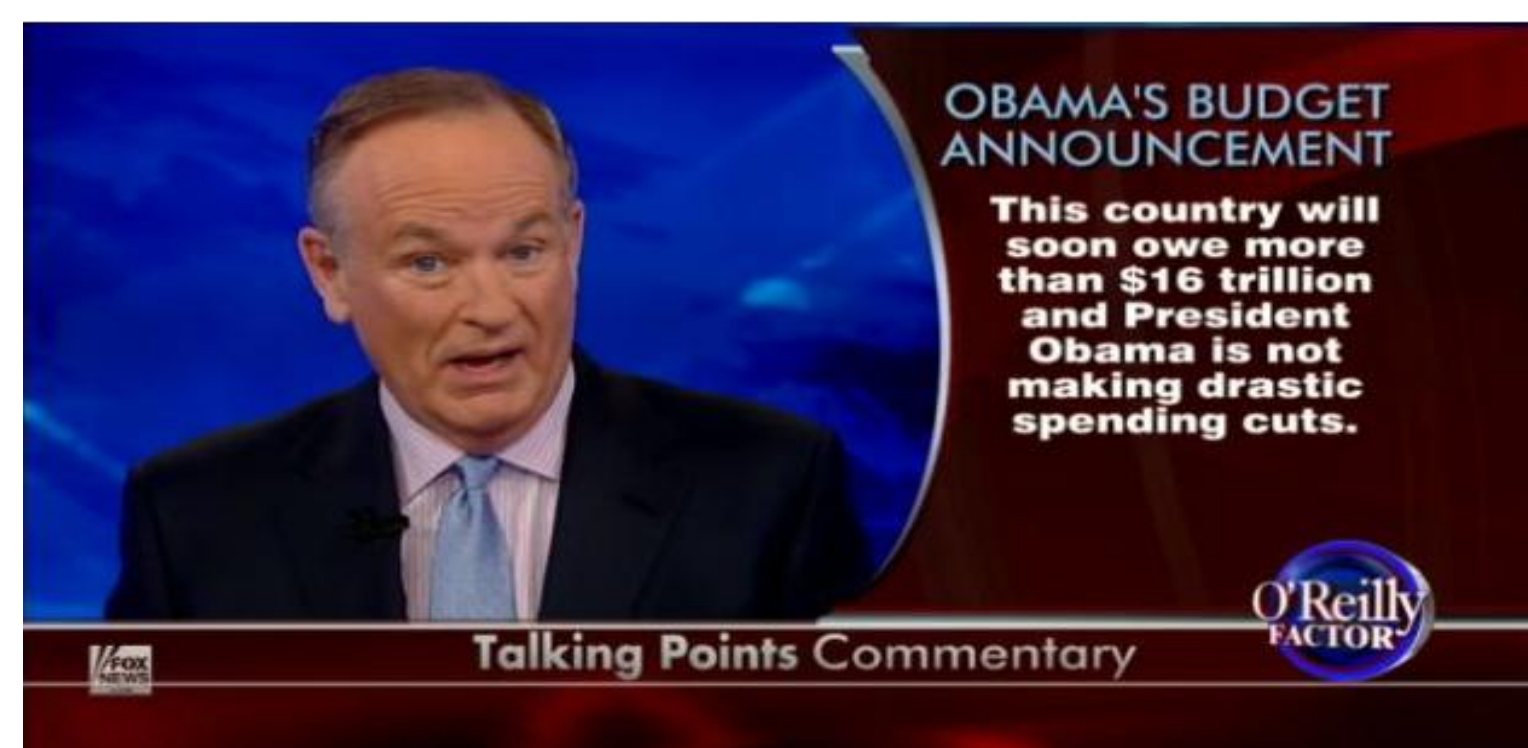 OBAMA'S BUDGET
ANNOUNCEMENT
This country will
soon owe more
than $16 trillion
and President
Obama is not
making drastic
spending cuts.
O'Reilly
FACTOR
Talking Points Commentary
FOX
NEWS